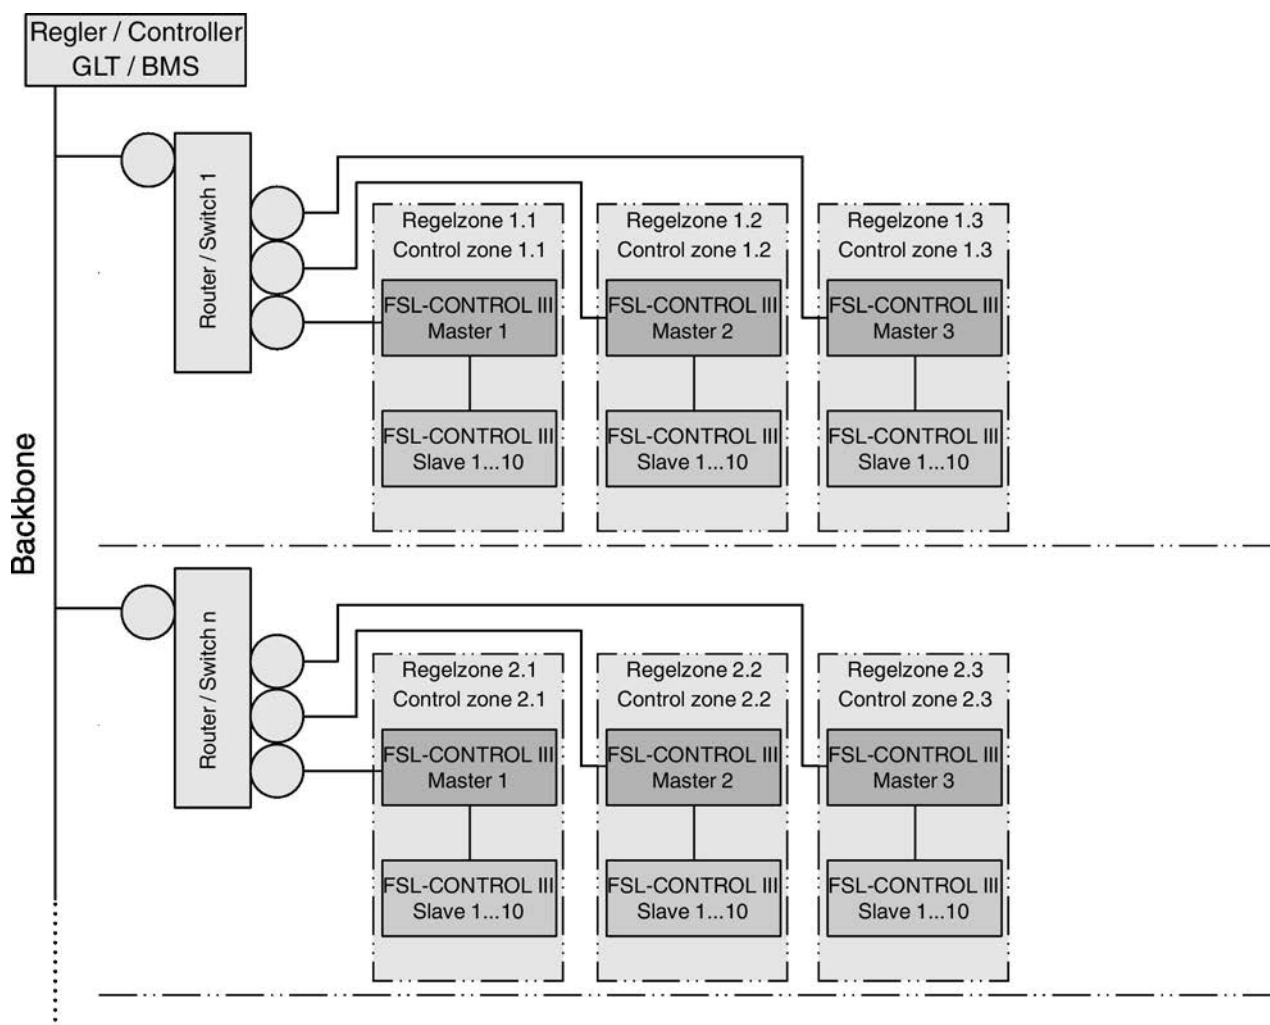 Regler / Controller
GLT / BMS
Backbone
Router / Switch 1
Regelzone 1.1
Control zone 1.1
FSL-CONTROL III
Master 1
FSL-CONTROL III
Slave 1...10
Regelzone 1.2
Control zone 1.2
FSL-CONTROL III
Master 2
FSL-CONTROL III
Slave 1...10
Regelzone 1.3
Control zone 1.3
FSL-CONTROL III
Master 3
FSL-CONTROL III
Slave 1...10
Router / Switch n
Regelzone 2.1
Control zone 2.1
FSL-CONTROL III
Master 1
FSL-CONTROL III
Slave 1...10
Regelzone 2.2
Control zone 2.2
FSL-CONTROL III
Master 2
FSL-CONTROL III
Slave 1...10
Regelzone 2.3
Control zone 2.3
FSL-CONTROL III
Master 3
FSL-CONTROL III
Slave 1...10